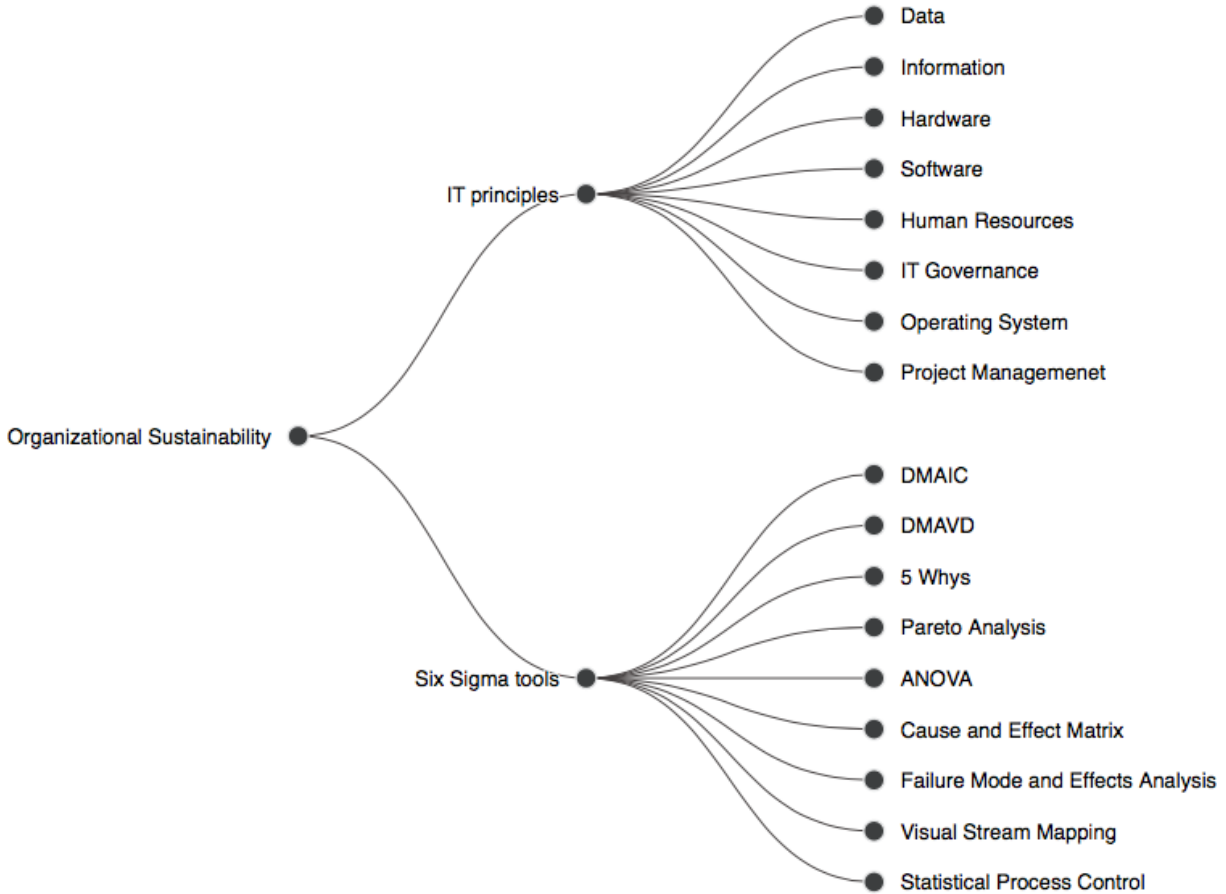 Data
Information
Hardware
Software
IT principles
Human Resources
IT Governance
Operating System
Project Managemenet
Organizational Sustainability
DMAIC
DMAVD
5 Whys
Pareto Analysis
Six Sigma tools
ANOVA
Cause and Effect Matrix
Failure Mode and Effects Analysis
Visual Stream Mapping
Statistical Process Control